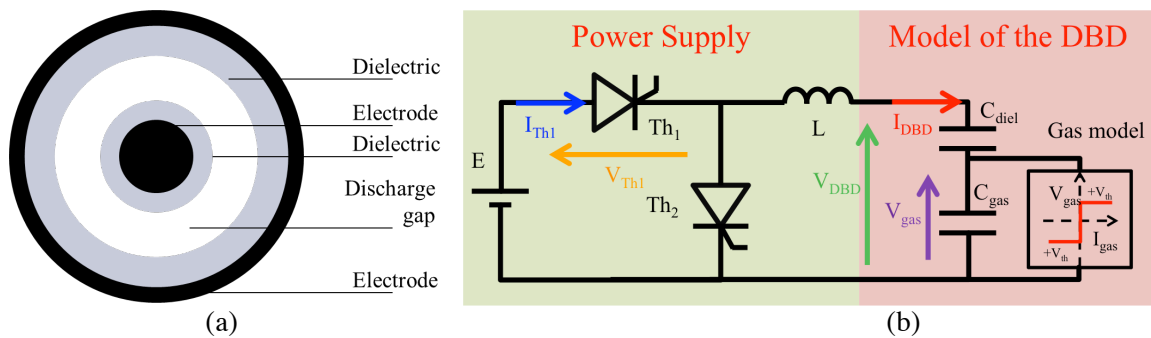 Dielectric
Electrode
Dielectric
Discharge
gap
Electrode
(a)
Power Supply
Model of the DBD
I_Th1
Th₁
L
I_DBD
C_diel
Gas model
E
V_Th1
Th₂
V_DBD
V_gas
C_gas
V_gas
+V_th
I_gas
+V_th
(b)